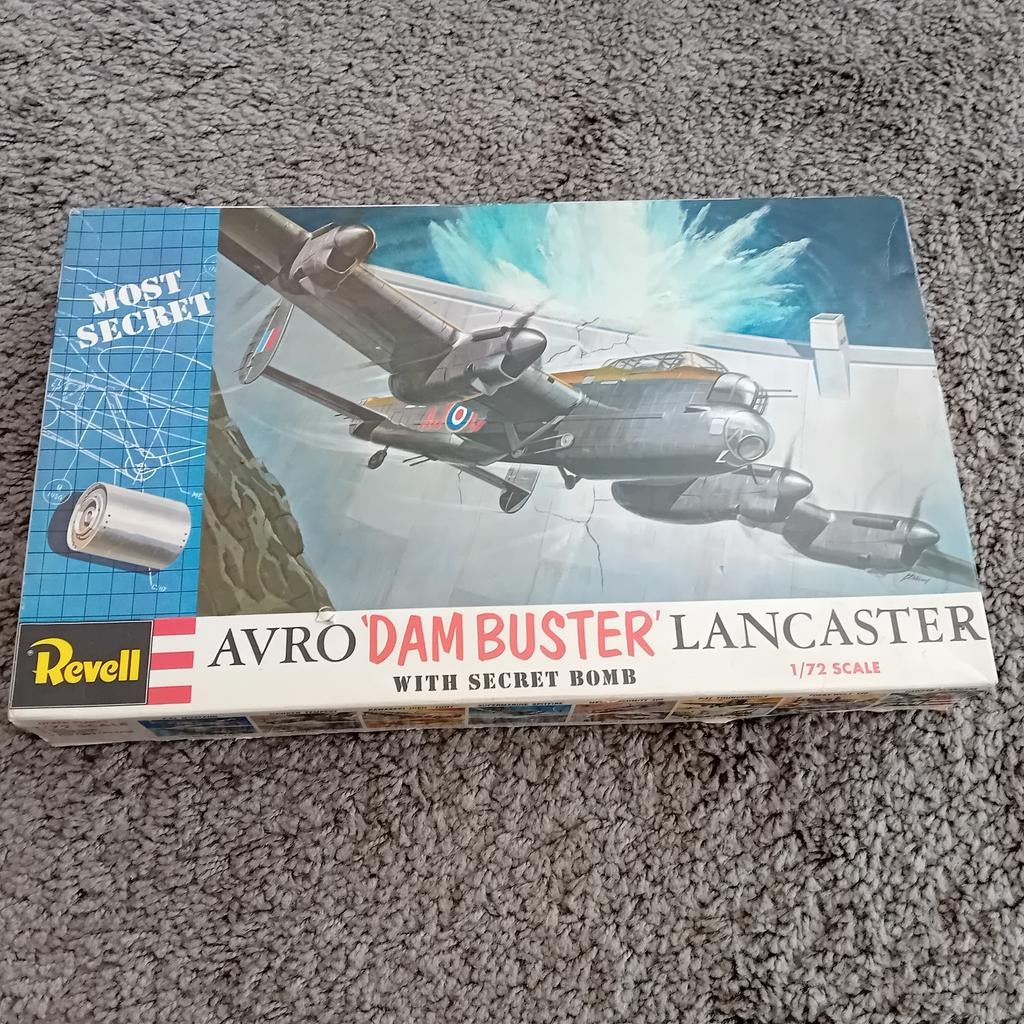 MOST
SECRET
Revell
AVRO 'DAM BUSTER' LANCASTER
WITH SECRET BOMB
1/72 SCALE